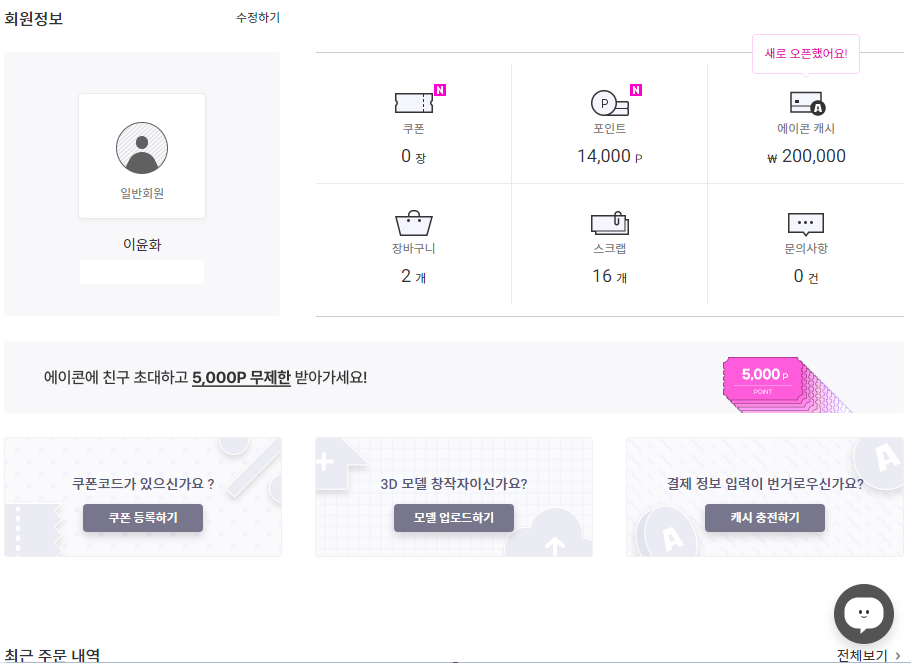 회원정보
수정하기
새로 오픈했어요!
일반회원
이윤화
N
쿠폰
0 장
N
P
포인트
14,000 P
A
에이콘 캐시
₩ 200,000
장바구니
2 개
스크랩
16 개
문의사항
0 건
에이콘에 친구 초대하고 5,000P 무제한 받아가세요!
5,000 P
POINT
쿠폰코드가 있으신가요 ?
쿠폰 등록하기
3D 모델 창작자이신가요?
모델 업로드하기
A
결제 정보 입력이 번거로우신가요?
캐시 충전하기
A
최근 주문 내역
전체보기 >